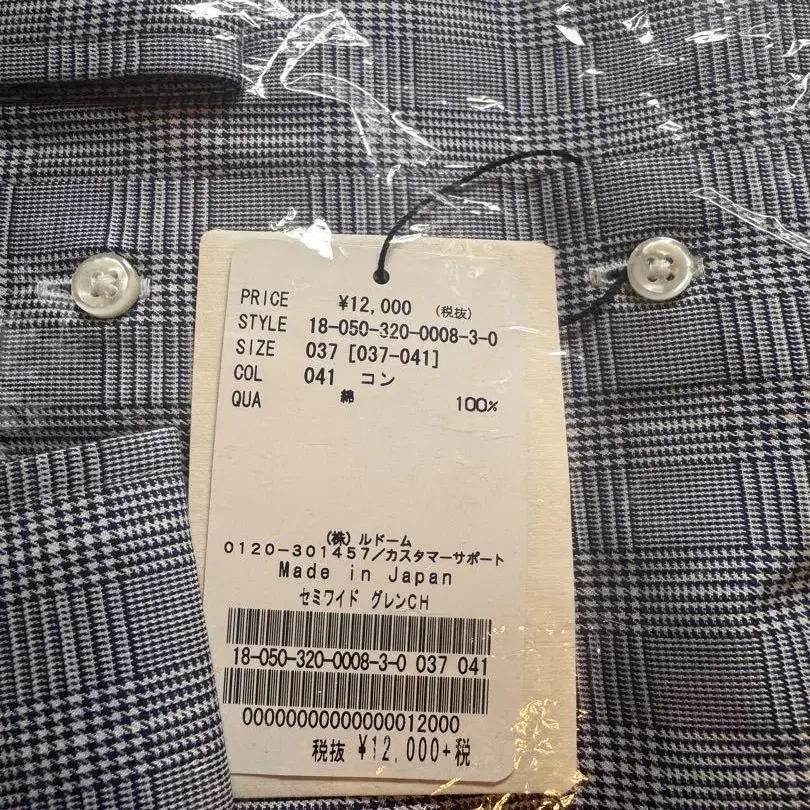 PRICE ¥12,000 (税抜)
STYLE 18-050-320-0008-3-0
SIZE 037 [037-041]
COL 041 コン
QUA 綿 100%
(株) ルドーム
0120-301457/カスタマーサポート
Made in Japan
セミワイド グレンCH
18-050-320-0008-3-0 037 041
00000000000000012000
税抜 ¥12,000+税